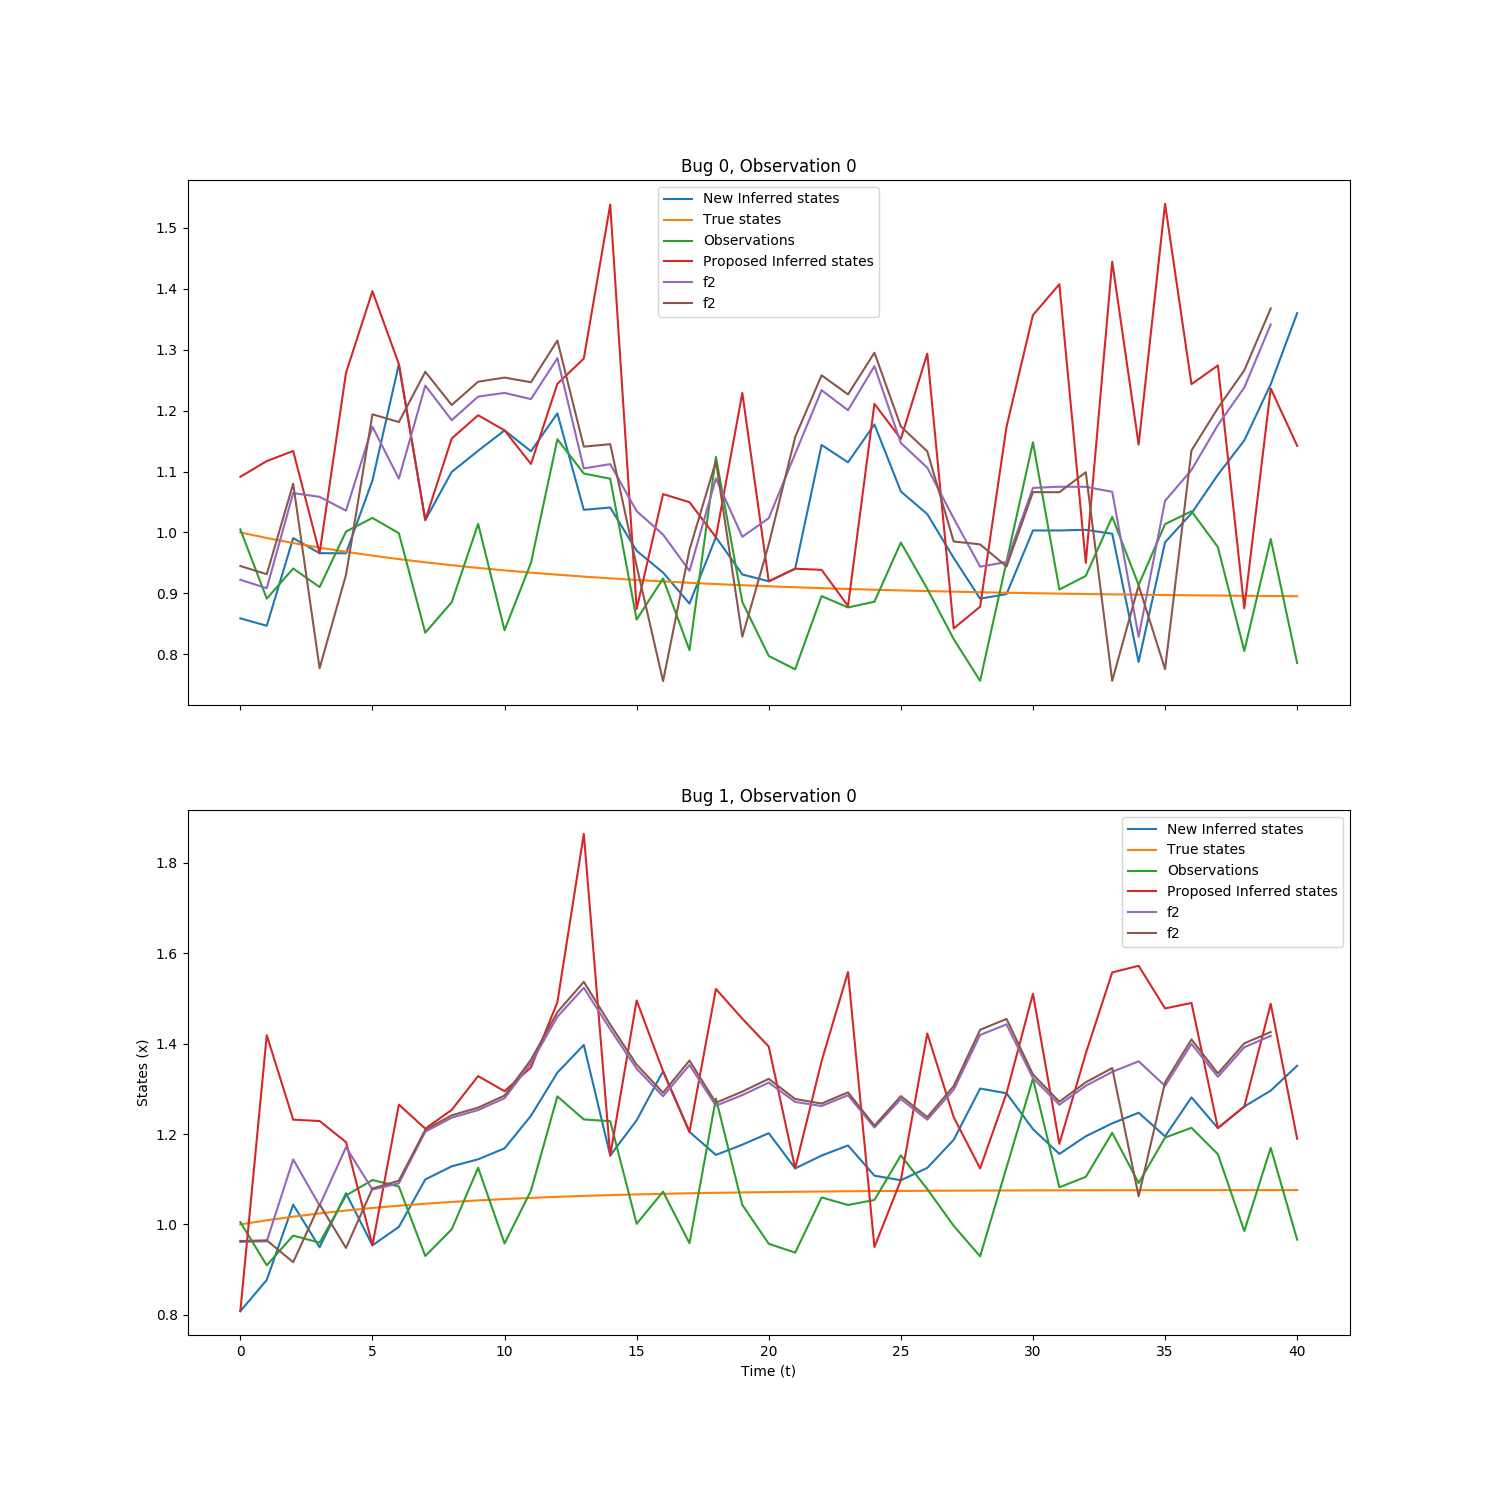 Bug 0, Observation 0
New Inferred states
True states
Observations
Proposed Inferred states
f2
f2
1.5
1.4
1.3
1.2
1.1
1.0
0.9
0.8
Bug 1, Observation 0
New Inferred states
True states
Observations
Proposed Inferred states
f2
f2
1.8
1.6
1.4
1.2
1.0
0.8
States (x)
0 5 10 15 20 25 30 35 40
Time (t)